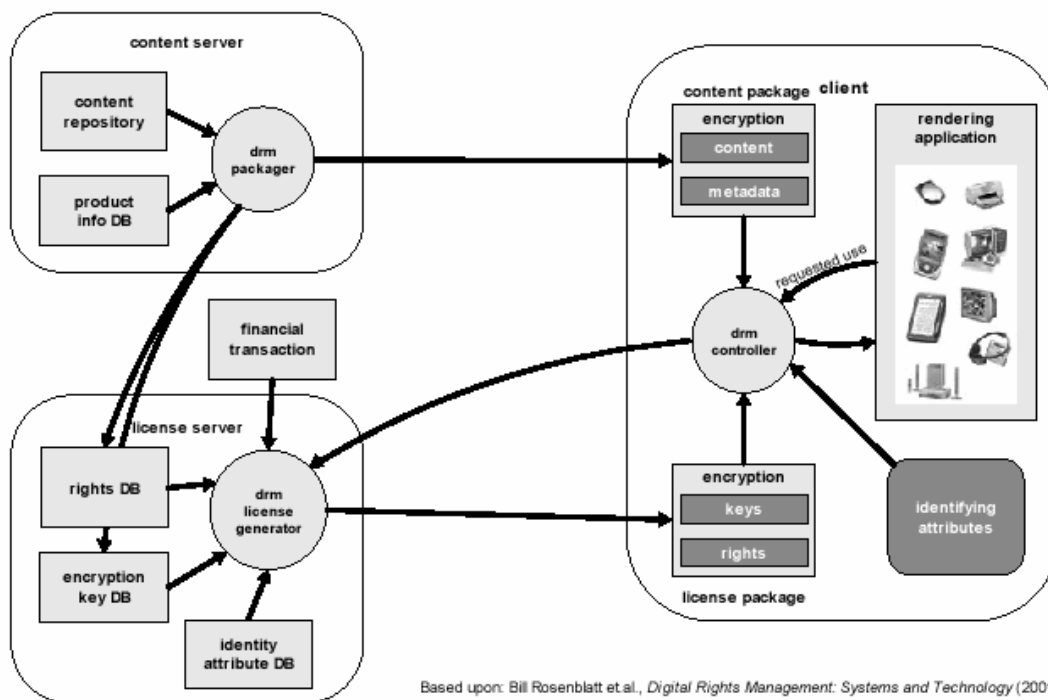 content server
content
repository
product
info DB
drm
packager
financial
transaction
license server
rights DB
encryption
key DB
drm
license
generator
identity
attribute DB
content package
client
encryption
content
metadata
rendering
application
requested use
drm
controller
encryption
keys
rights
license package
identifying
attributes
Based upon: Bill Rosenblatt et.al., Digital Rights Management: Systems and Technology